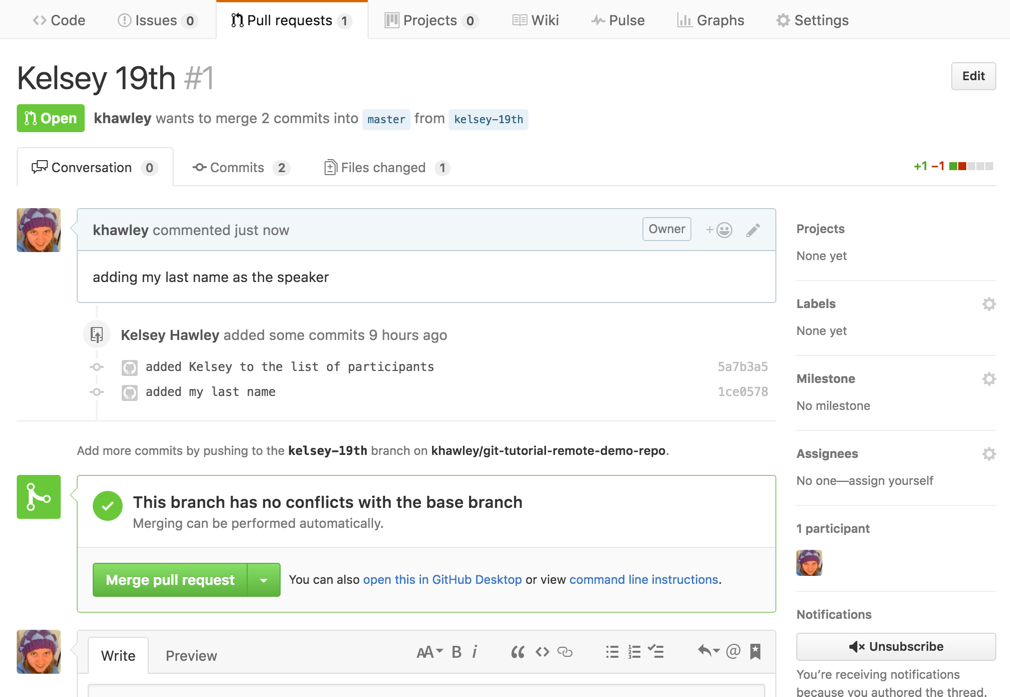 Code Issues 0 Pull requests 1 Projects 0 Wiki Pulse Graphs Settings
Kelsey 19th #1
Edit
Open khawley wants to merge 2 commits into master from kelsey-19th
Conversation 0 Commits 2 Files changed 1 +1 −1
khawley commented just now Owner
adding my last name as the speaker
Kelsey Hawley added some commits 9 hours ago
added Kelsey to the list of participants 5a7b3a5
added my last name 1ce0578
Add more commits by pushing to the kelsey-19th branch on khawley/git-tutorial-remote-demo-repo.
This branch has no conflicts with the base branch
Merging can be performed automatically.
Merge pull request You can also open this in GitHub Desktop or view command line instructions.
Write Preview AA B i “ @
Projects
None yet
Labels
None yet
Milestone
No milestone
Assignees
No one—assign yourself
1 participant
Notifications
Unsubscribe
You’re receiving notifications
because you authored the thread.